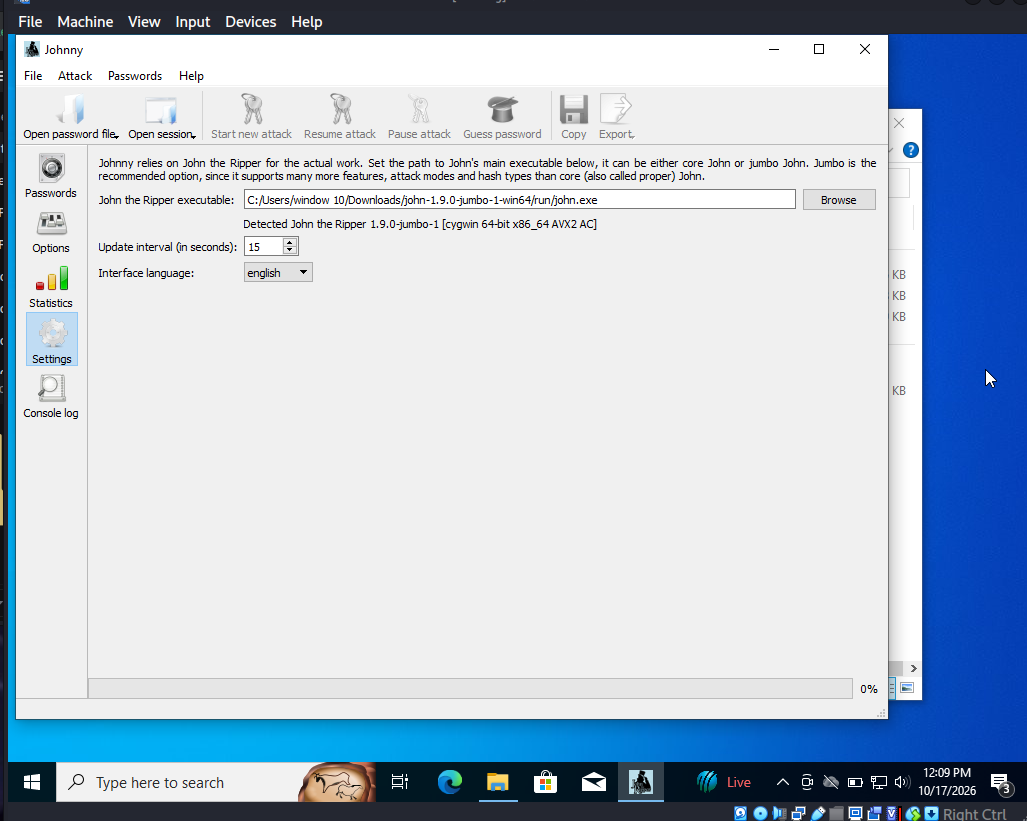 File Machine View Input Devices Help
Johnny
File Attack Passwords Help
Open password file Open session Start new attack Resume attack Pause attack Guess password Copy Export
Passwords
Options
Statistics
Settings
Console log
Johnny relies on John the Ripper for the actual work. Set the path to John's main executable below, it can be either core John or jumbo John. Jumbo is the
recommended option, since it supports many more features, attack modes and hash types than core (also called proper) John.
John the Ripper executable: C:/Users/window 10/Downloads/john-1.9.0-jumbo-1-win64/run/john.exe Browse
Detected John the Ripper 1.9.0-jumbo-1 [cygwin 64-bit x86_64 AVX2 AC]
Update interval (in seconds): 15
Interface language: english
KB
KB
KB
KB
0%
Type here to search
Live
12:09 PM
10/17/2026
3
Right Ctrl